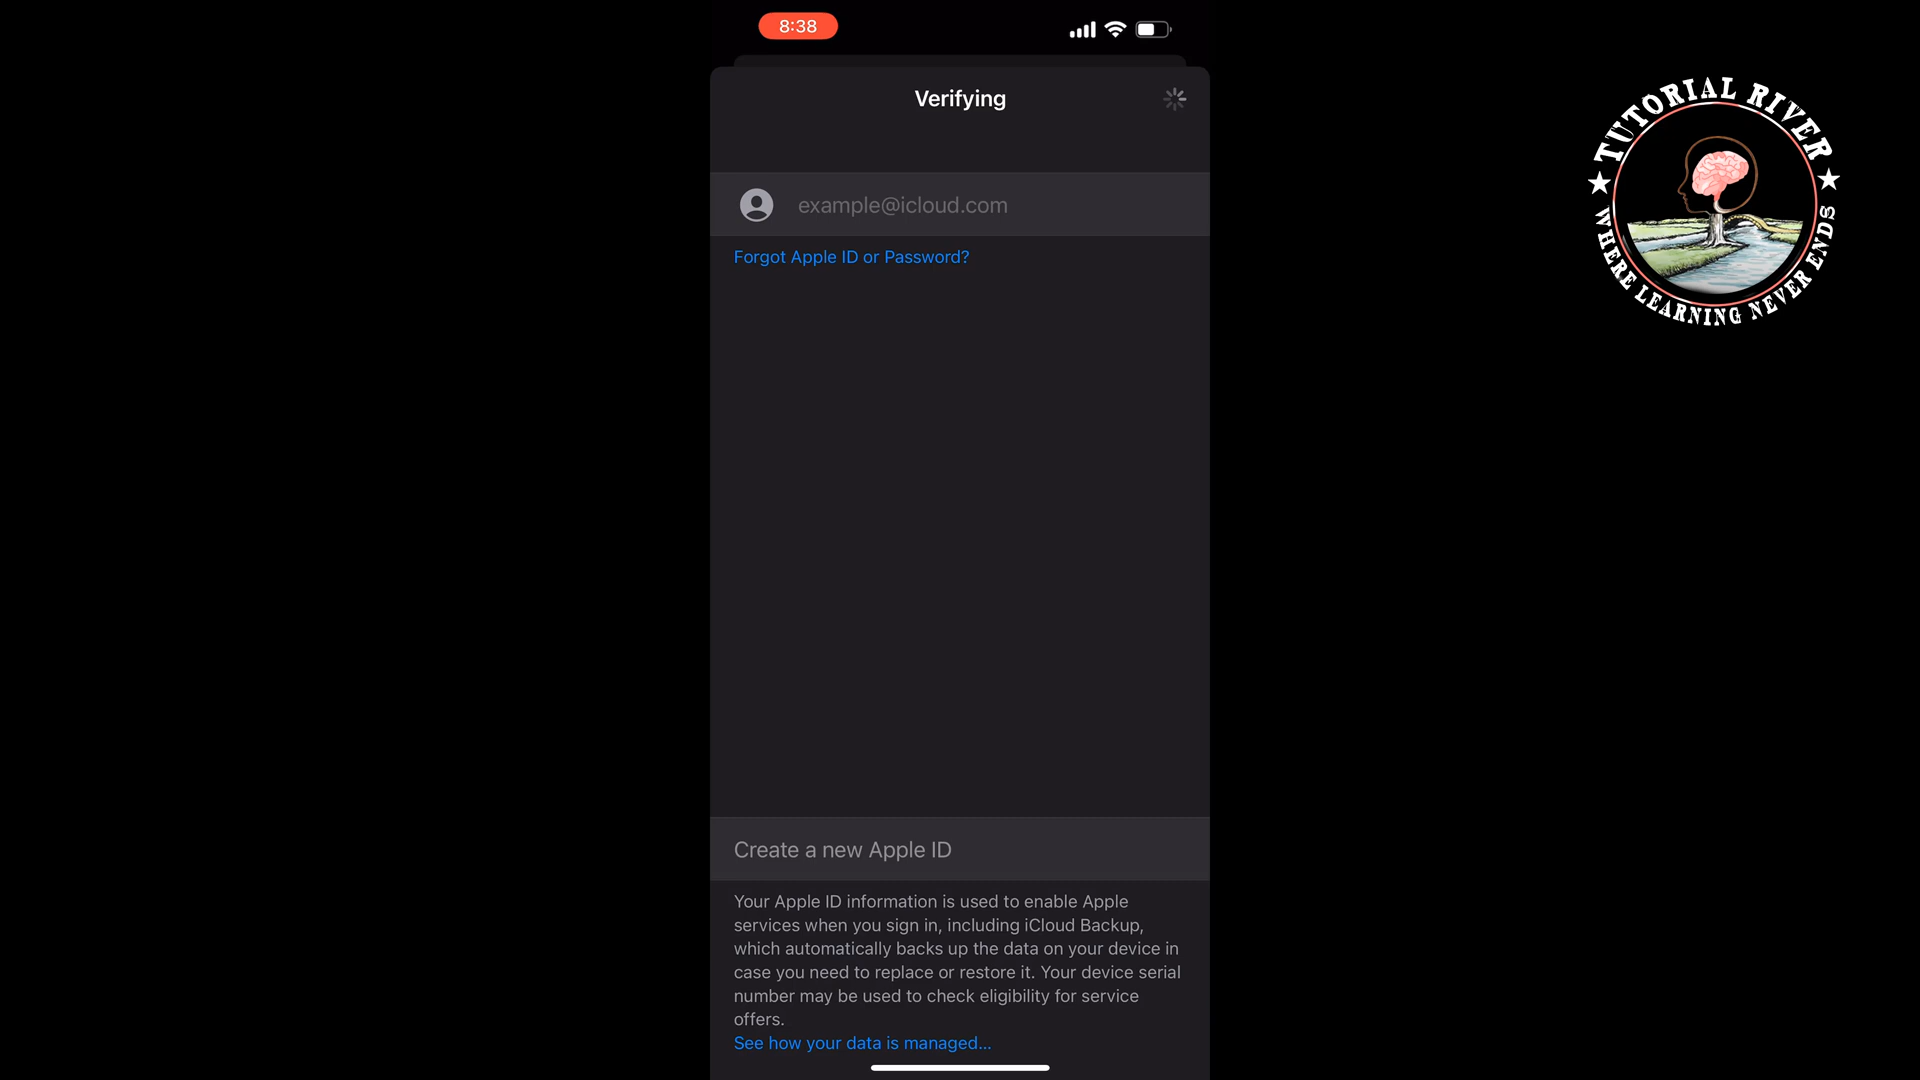 8:38
Verifying
example@icloud.com
Forgot Apple ID or Password?
Create a new Apple ID
Your Apple ID information is used to enable Apple
services when you sign in, including iCloud Backup,
which automatically backs up the data on your device in
case you need to replace or restore it. Your device serial
number may be used to check eligibility for service
offers.
See how your data is managed...
TUTORIAL RIVER
WHERE LEARNING NEVER ENDS